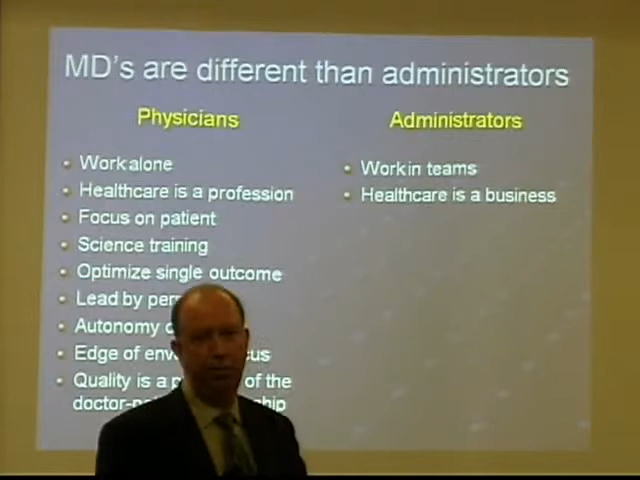 MD's are different than administrators
Physicians
Administrators
Work alone
Healthcare is a profession
Focus on patient
Science training
Optimize single outcome
Lead by
Autonomy
Edge of
Quality is a of the
Work in teams
Healthcare is a business